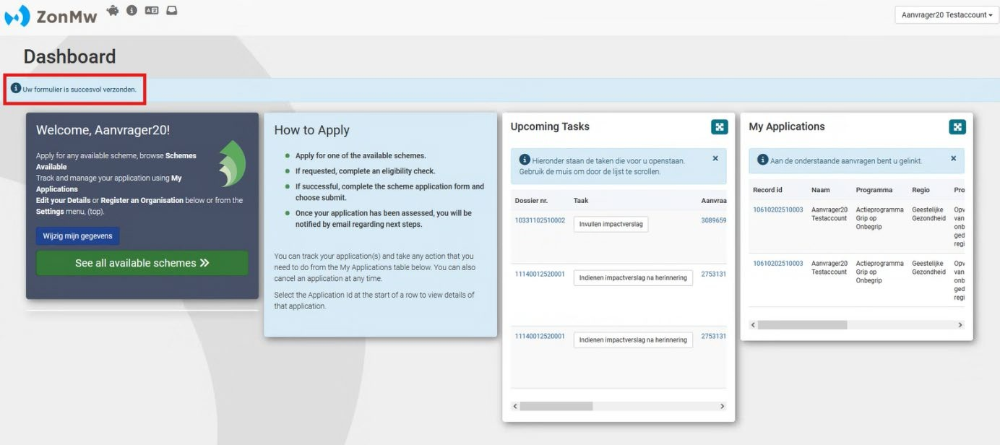 ZonMw
Aanvrager20 Testaccount
Dashboard
Uw formulier is succesvol verzonden.
Welcome, Aanvrager20!
Apply for any available scheme, browse Schemes
Available
Track and manage your application using My
Applications
Edit your Details or Register an Organisation below or from the
Settings menu, (top).
Wijzig mijn gegevens
See all available schemes
How to Apply
Apply for one of the available schemes.
If requested, complete an eligibility check.
If successful, complete the scheme application form and
choose submit.
Once your application has been assessed, you will be
notified by email regarding next steps.
You can track your application(s) and take any action that you
need to do from the My Applications table below. You can also
cancel an application at any time.
Select the Application Id at the start of a row to view details of
that application.
Upcoming Tasks
Hieronder staan de taken die voor u openstaan.
Gebruik de muis om door de lijst te scrollen.
Dossier nr. Taak Aanvraa
10331102510002 Invullen impactverslag 3089659
11140012520001 Indienen impactverslag na herinnering 2753131
11140012520001 Indienen impactverslag na herinnering 2753131
My Applications
Aan de onderstaande aanvragen bent u gelinkt.
Record id Naam Programma Regio Pro
10610202510003 Aanvrager20 Actieprogramma Geestelijke Opv
Testaccount Grip op Gezondheid van
Onbegrip onb
ged
regi
10610202510003 Aanvrager20 Actieprogramma Geestelijke Opv
Testaccount Grip op Gezondheid van
Onbegrip onb
ged
regi